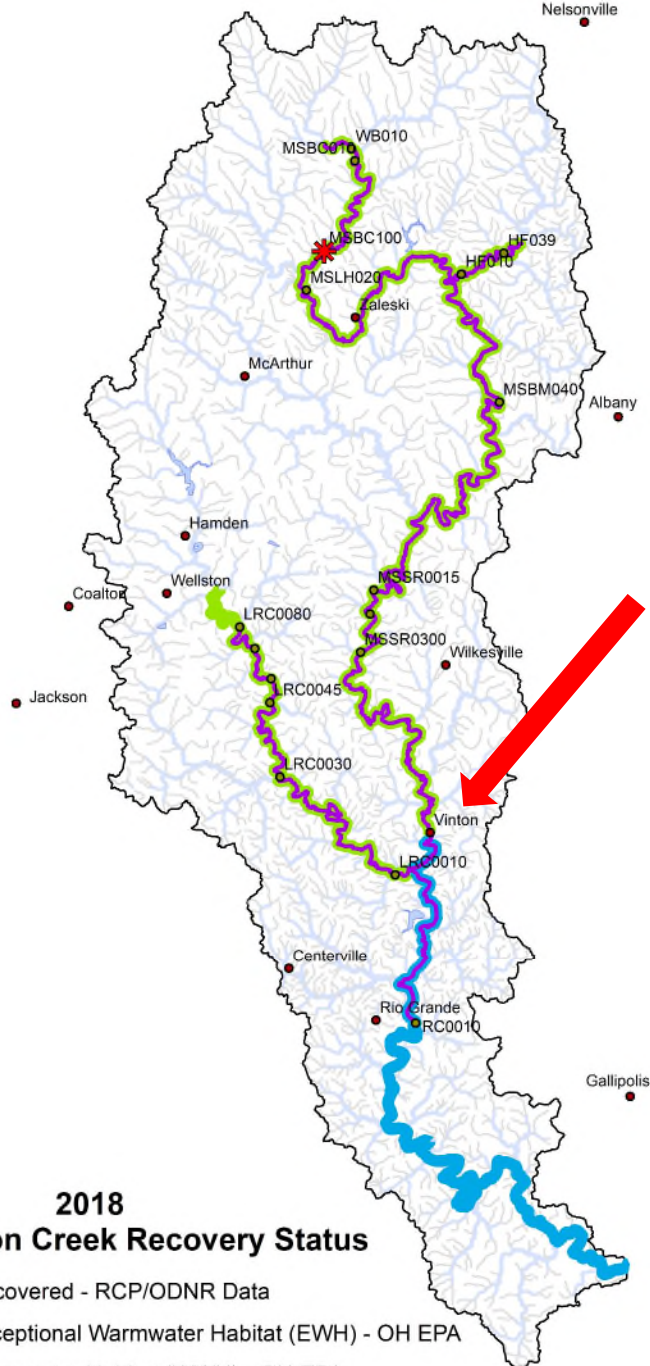 Nelsonville
MSBC010
WB010
MSBC100
HF039
HF010
MSLH020
Zaleski
McArthur
MSBM040
Albany
Hamden
Wellston
MSSR0015
Coalton
LRC0080
MSSR0300
Wilkesville
Jackson
RC0045
LRC0030
Vinton
LRC0010
Centerville
Rio Grande
RC0010
Gallipolis
2018
on Creek Recovery Status
covered - RCP/ODNR Data
ceptional Warmwater Habitat (EWH) - OH EPA